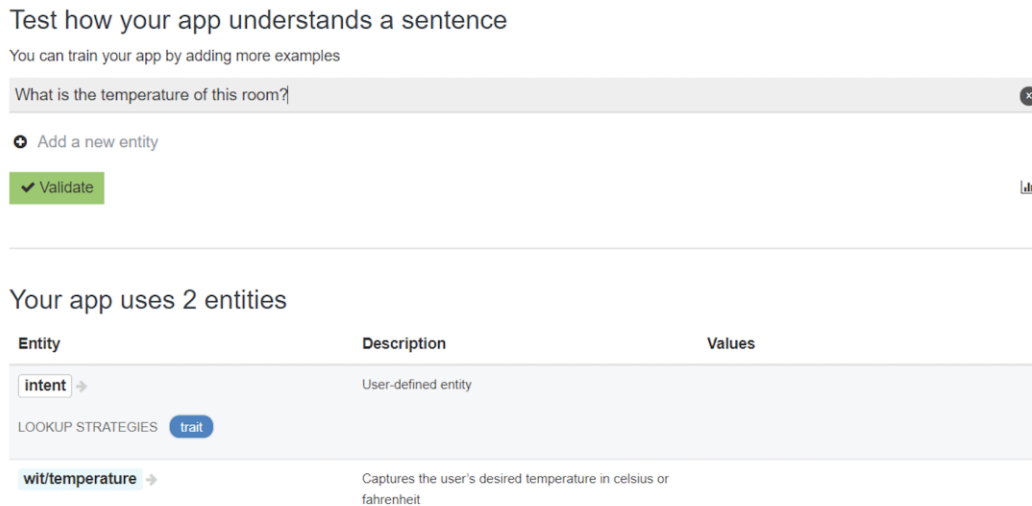 Test how your app understands a sentence
You can train your app by adding more examples
What is the temperature of this room?
Add a new entity
Validate
Your app uses 2 entities
Entity Description Values
intent User-defined entity
LOOKUP STRATEGIES trait
wit/temperature Captures the user's desired temperature in celsius or
fahrenheit